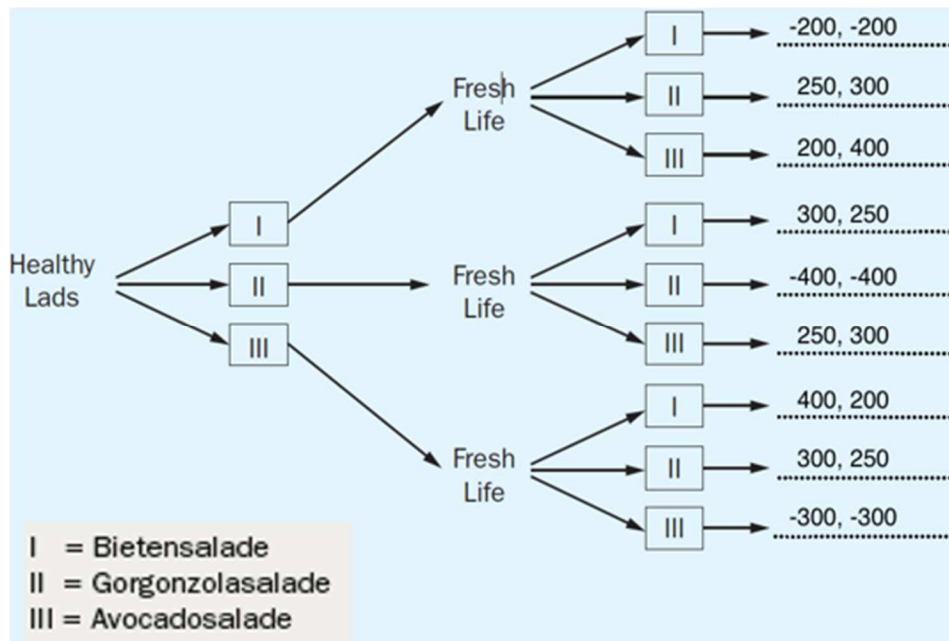 I
-200, -200
Fresh
Life
II
250, 300
III
200, 400
Healthy
Lads
I
II
III
Fresh
Life
I
300, 250
II
-400, -400
III
250, 300
Fresh
Life
I
400, 200
II
300, 250
III
-300, -300
I = Bietensalade
II = Gorgonzolasalade
III = Avocadosalade